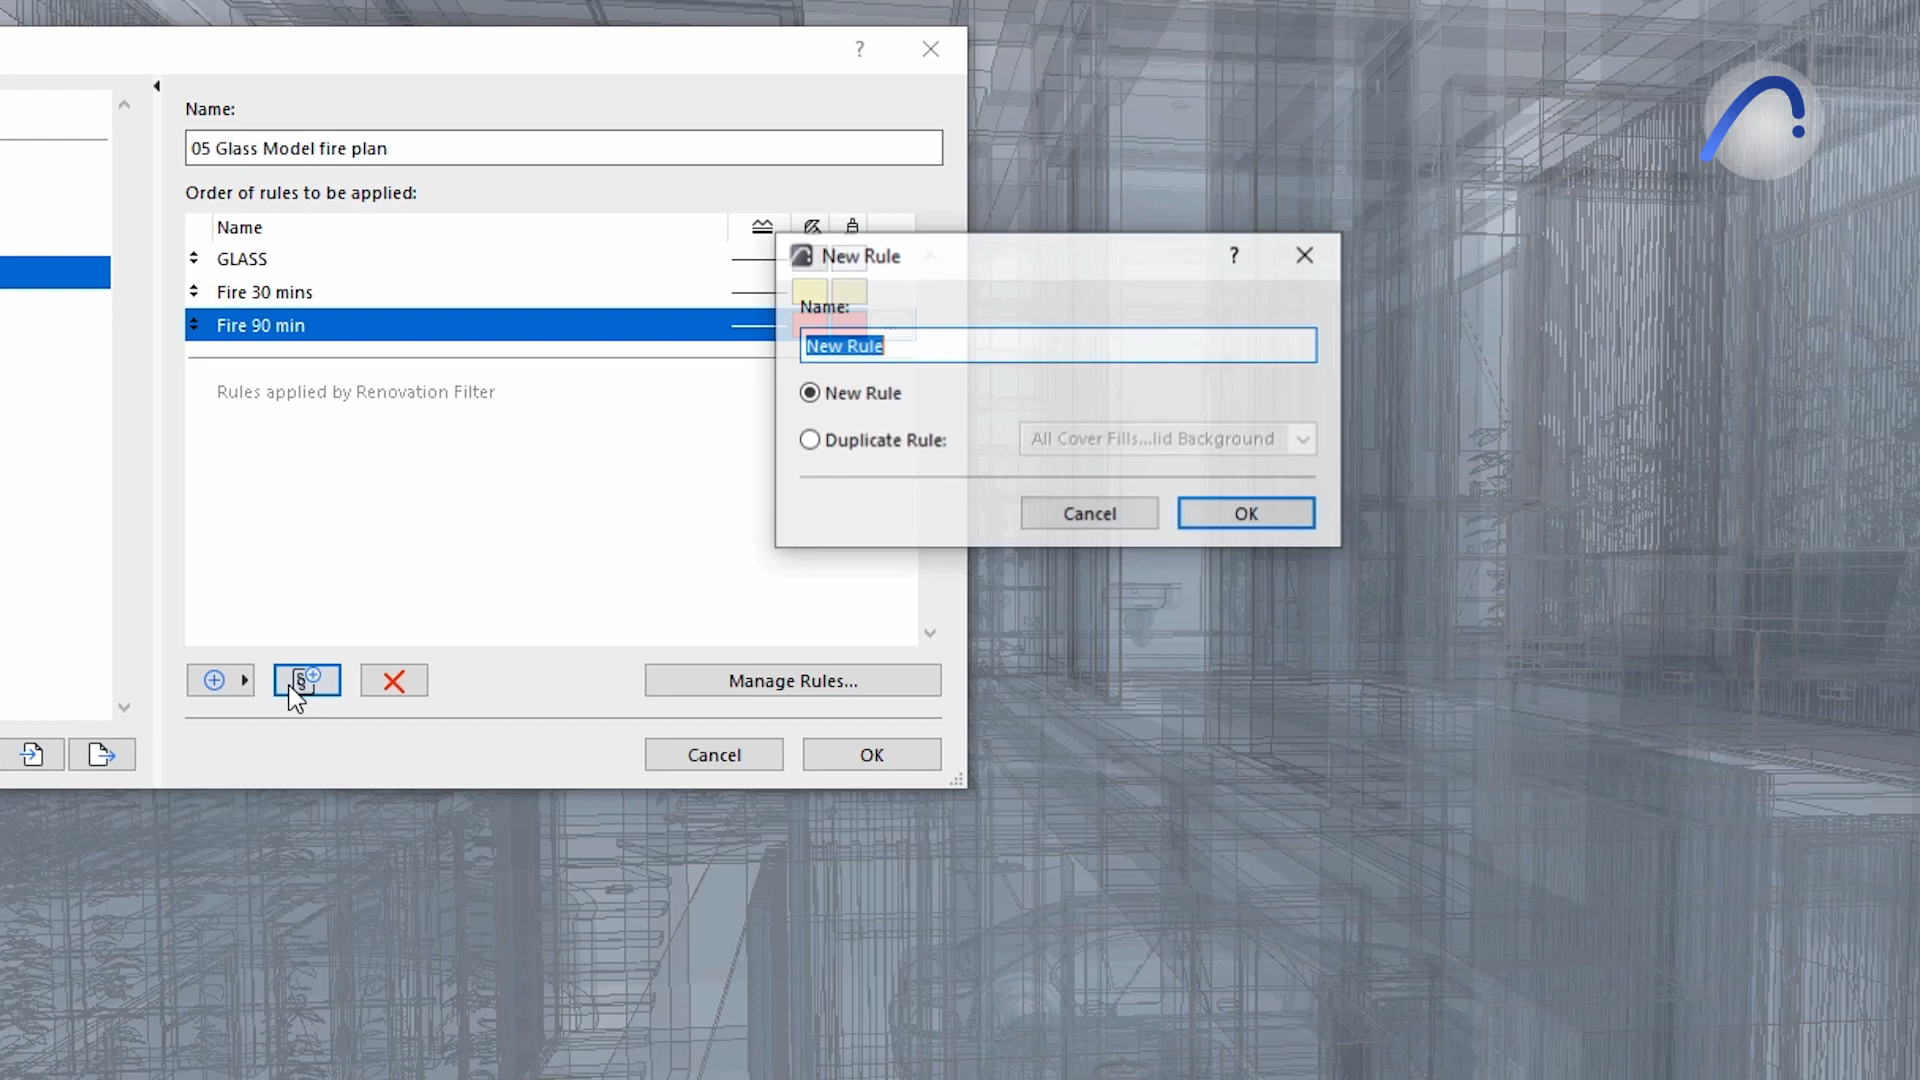 Name:
05 Glass Model fire plan
Order of rules to be applied:
Name
GLASS
Fire 30 mins
Fire 90 min
Rules applied by Renovation Filter
Manage Rules...
Cancel
OK
? New Rule
Name:
New Rule
New Rule
Duplicate Rule:
All Cover Fills...lid Background
Cancel
OK